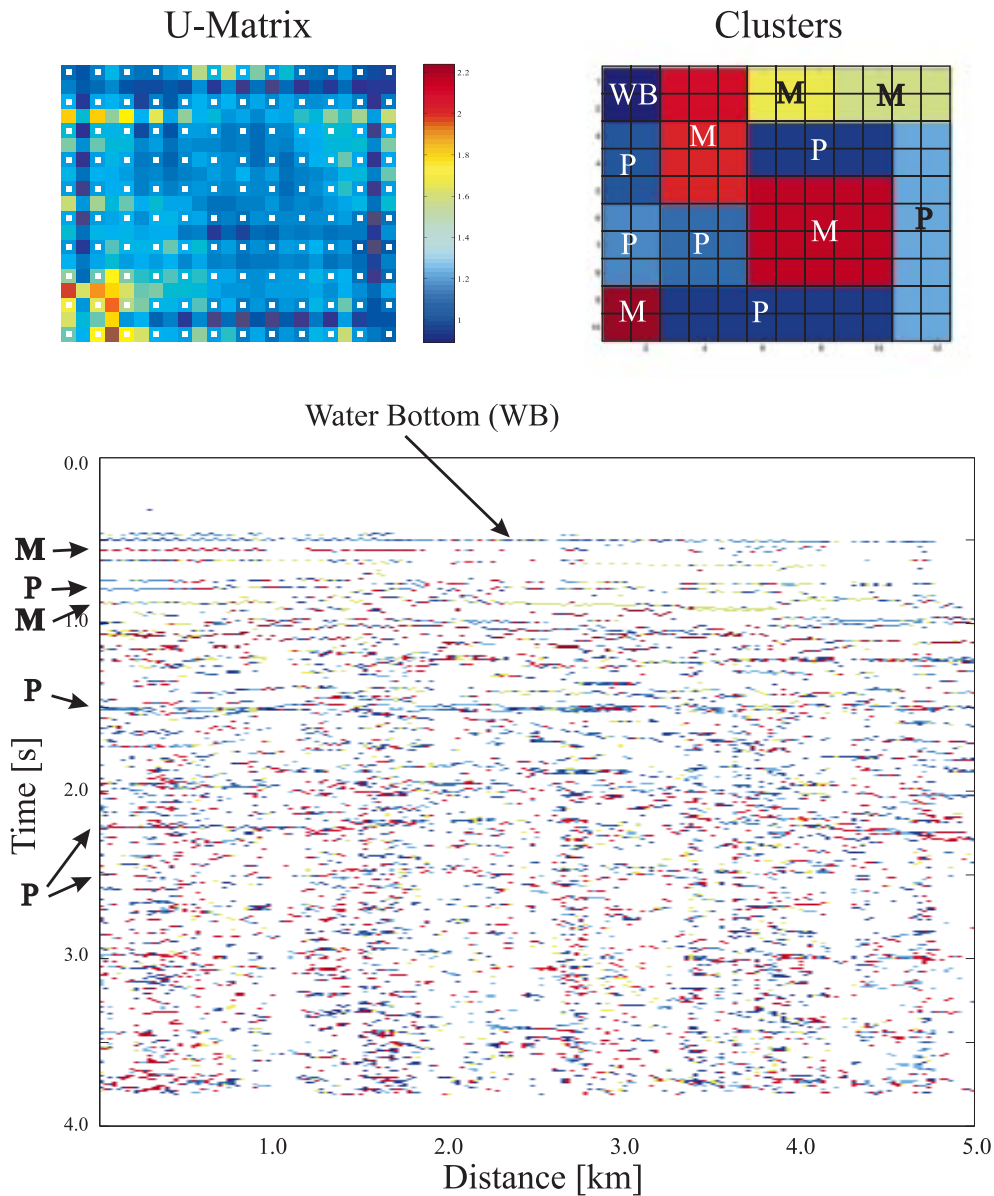 U-Matrix
Clusters
2.2
2
1.8
1.6
1.4
1.2
1
WB
M
M
M
P
P
P
P
P
M
M
P
Water Bottom (WB)
0.0
M
P
M
1.0
P
2.0
P
3.0
4.0
Time [s]
1.0
2.0
3.0
4.0
5.0
Distance [km]